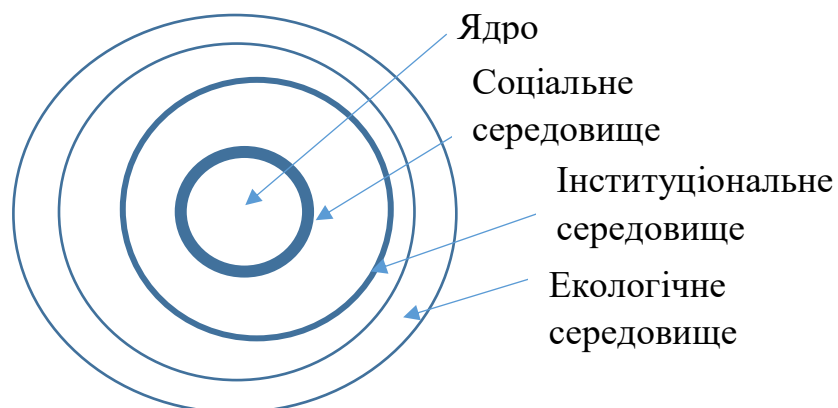 Ядро
Соціальне
середовище
Інституціональне
середовище
Екологічне
середовище